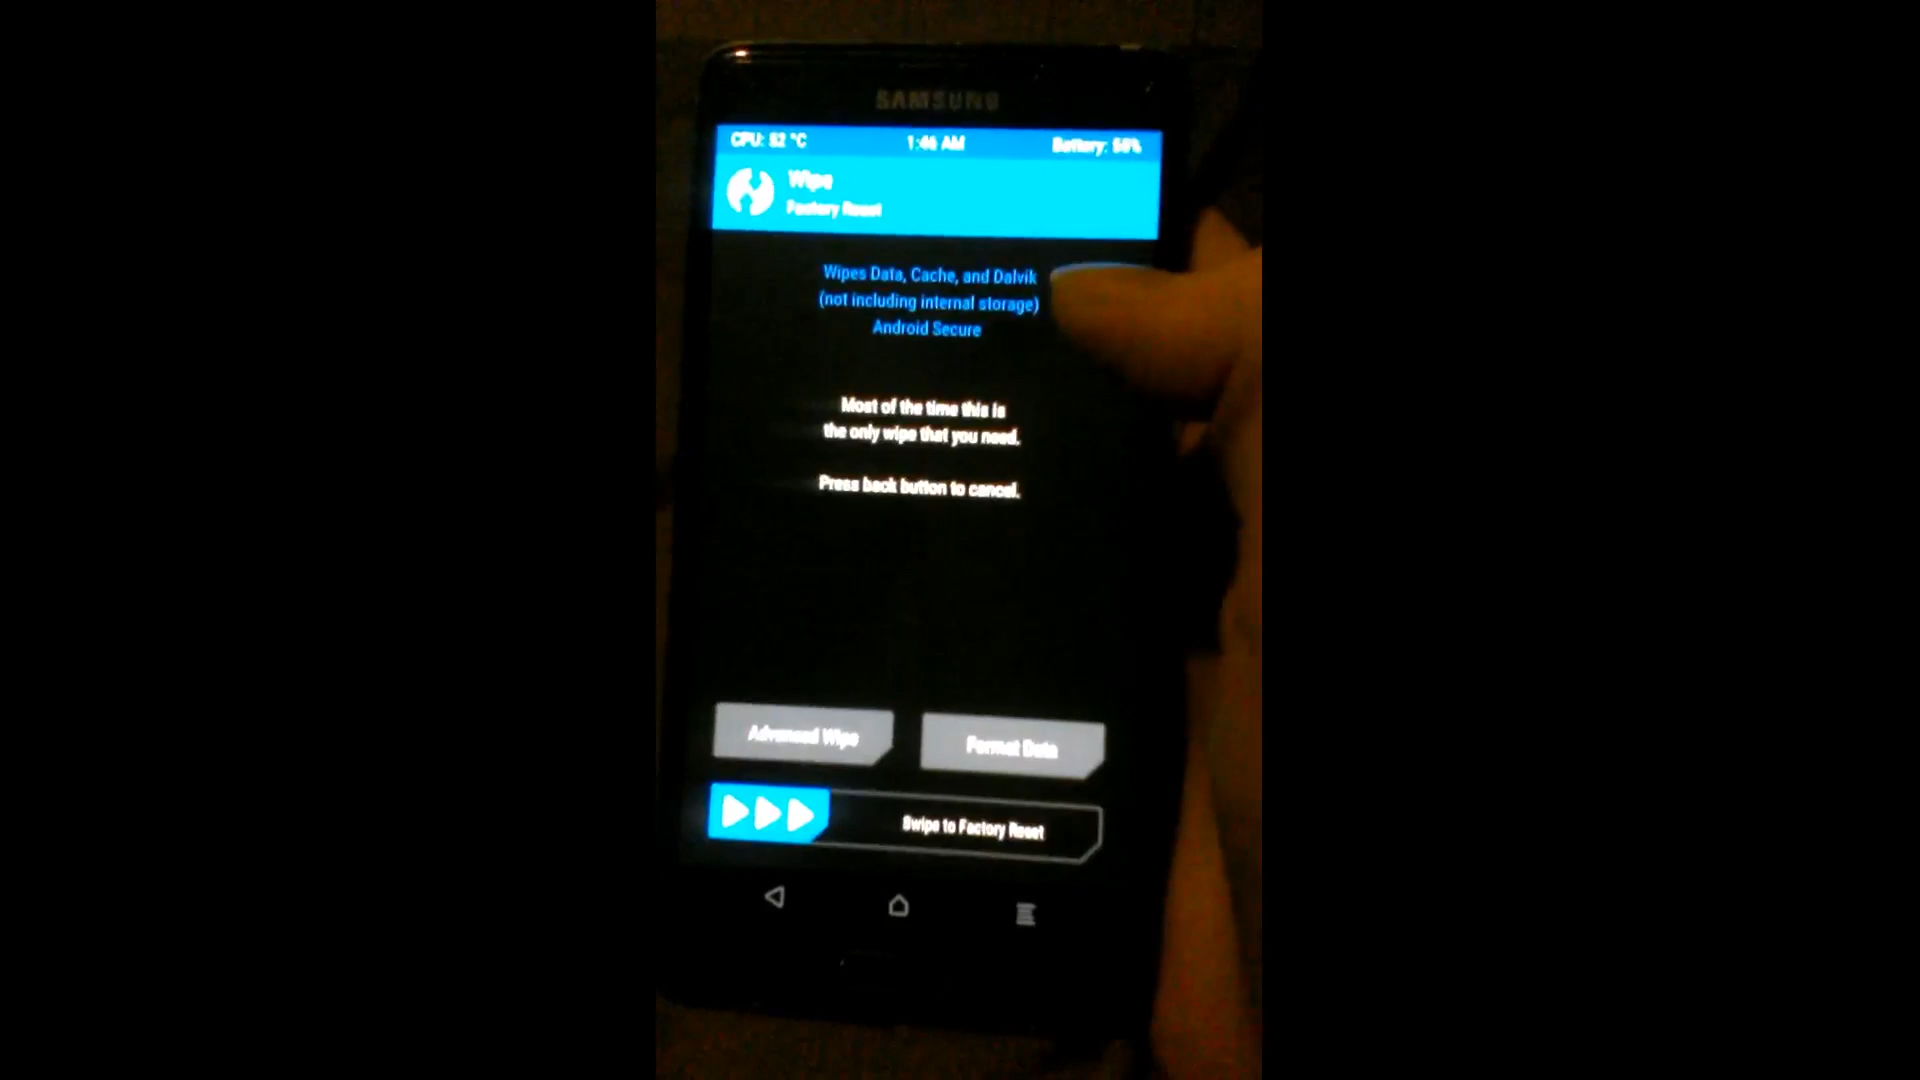 SAMSUNG
CPU: 52 °C 1:46 AM Battery:
Wipe
Factory Reset
Wipes Data, Cache, and Dalvik
(not including internal storage)
Android Secure
Most of the time this is
the only wipe that you need.
Press back button to cancel.
Advanced Wipe Format Data
Swipe to Factory Reset